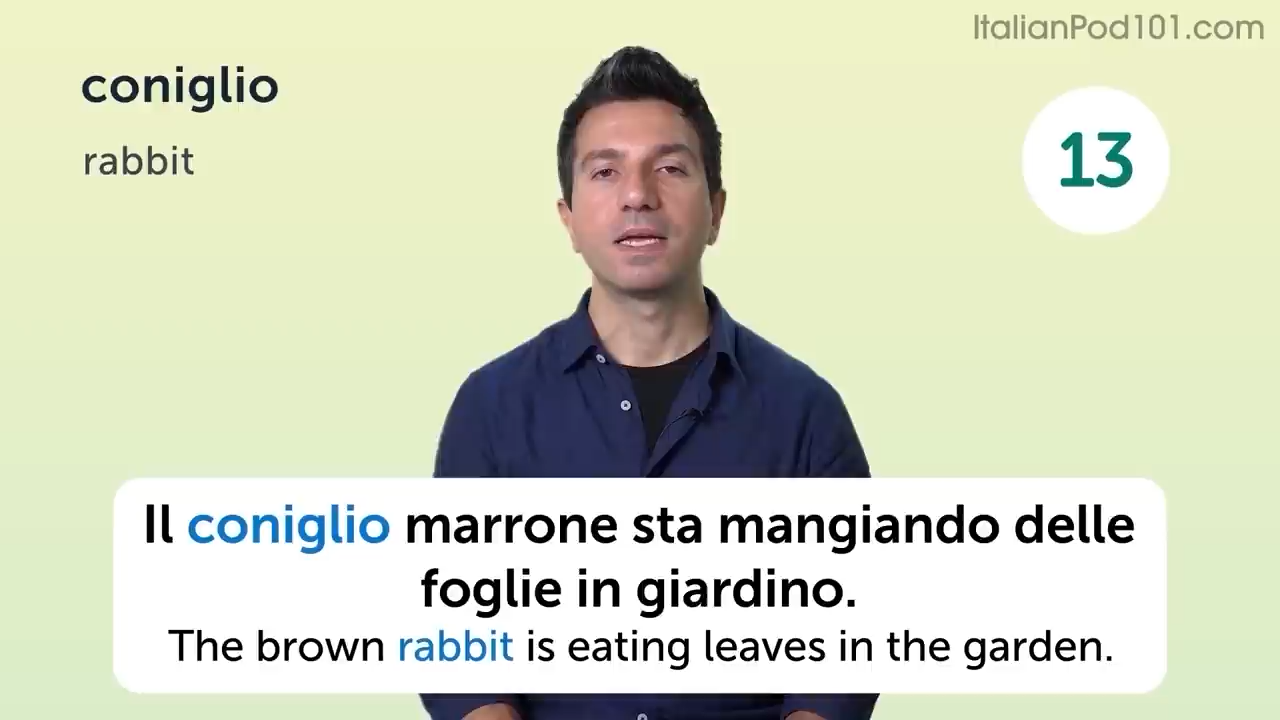 ItalianPod101.com
coniglio
rabbit
13
Il coniglio marrone sta mangiando delle
foglie in giardino.
The brown rabbit is eating leaves in the garden.